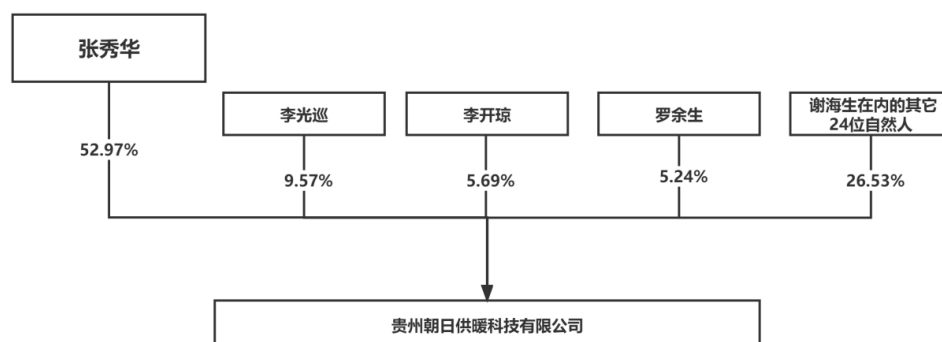 张秀华
李光巡
李开琼
罗余生
谢海生在内的其它
24位自然人
52.97%
9.57%
5.69%
5.24%
26.53%
贵州朝日供暖科技有限公司